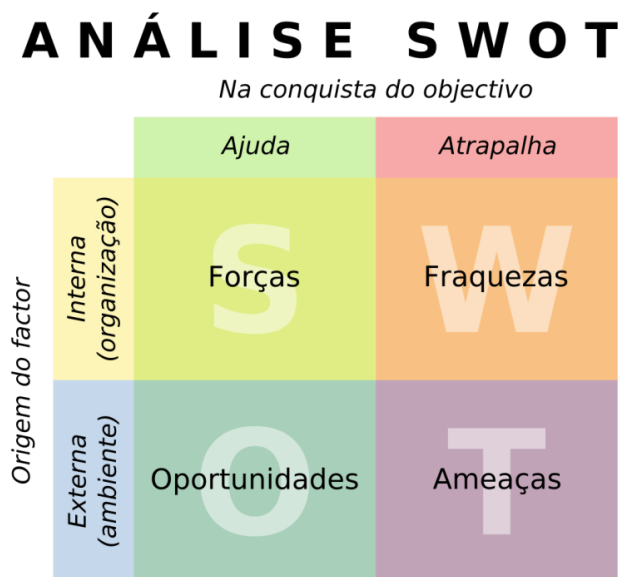 ANÁLISE SWOT
Na conquista do objectivo
Ajuda
Atrapalha
Origem do factor
Interna
(organização)
S
Forças
W
Fraquezas
Externa
(ambiente)
O
Oportunidades
T
Ameaças